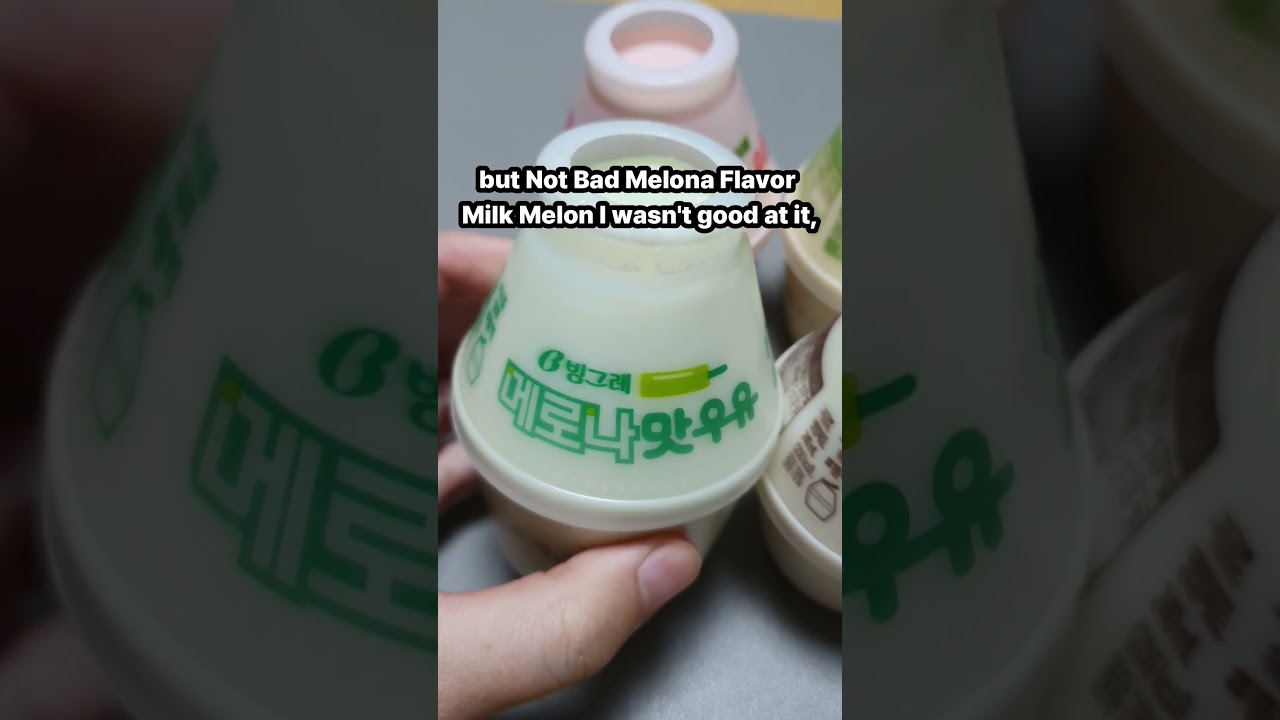 but Not Bad Melona Flavor
Milk Melon I wasn't good at it,
빙그레
메로나맛우유